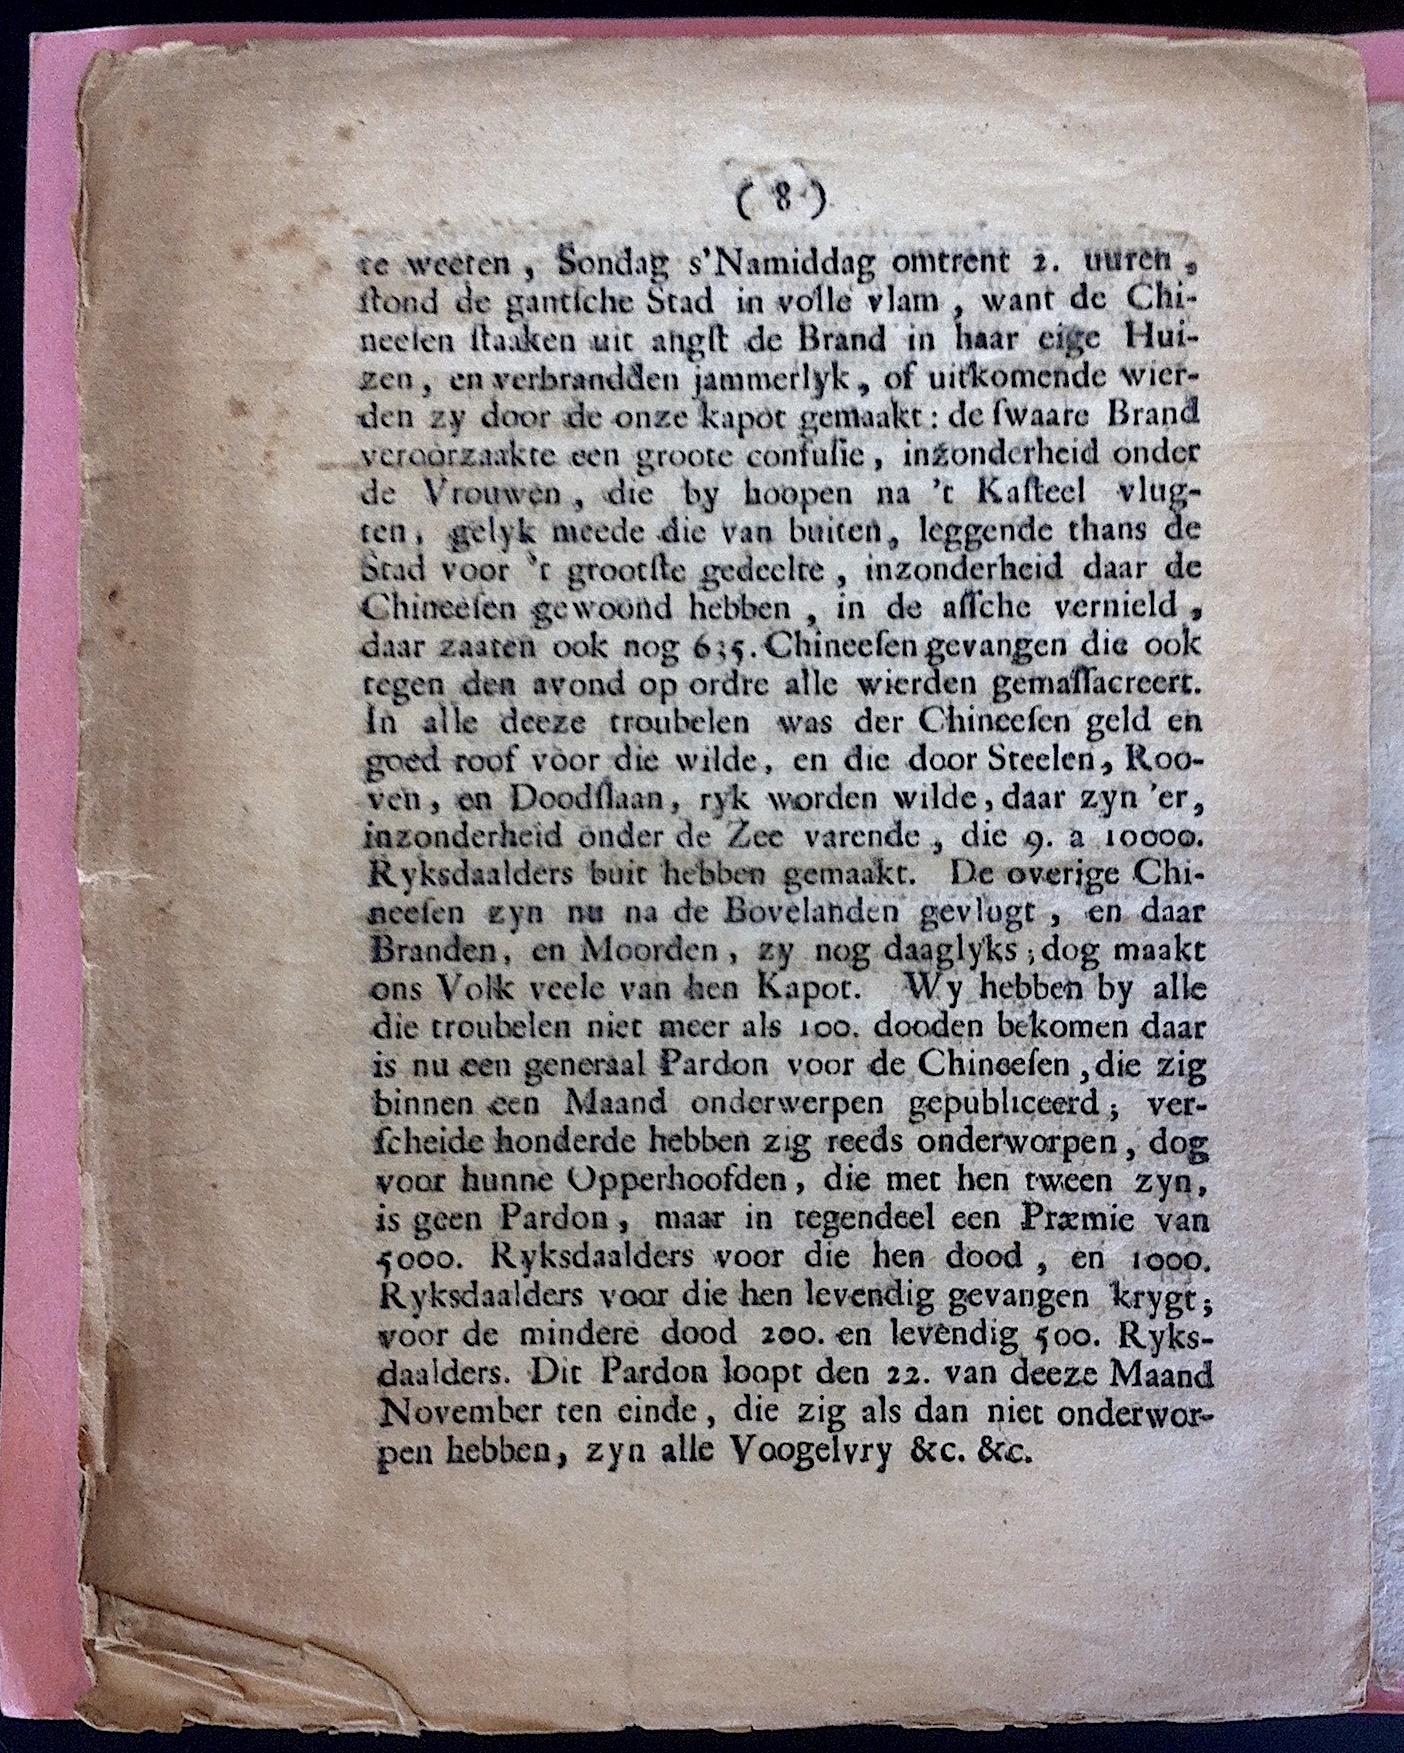 ( 8 )
te weeten , Sondag s'Namiddag omtrent 2. uuren ,
ſtond de gantſche Stad in volle vlam , want de Chi-
neeſen ſtaaken uit angſt de Brand in haar eige Hui-
zen , en verbrandden jammerlyk , of uitkomende wier-
den zy door de onze kapot gemaakt : de ſwaare Brand
veroorzaakte een groote confuſie , inzonderheid onder
de Vrouwen , die by hoopen na 't Kaſteel vlug-
ten , gelyk meede die van buiten , leggende thans de
Stad voor 't grootſte gedeelte , inzonderheid daar de
Chineeſen gewoond hebben , in de aſſche vernield ,
daar zaaten ook nog 635. Chineeſen gevangen die ook
tegen den avond op ordre alle wierden gemaſſacreert.
In alle deeze troubelen was der Chineeſen geld en
goed roof voor die wilde , en die door Steelen , Roo-
ven , en Doodſlaan , ryk worden wilde , daar zyn 'er ,
inzonderheid onder de Zee varende , die 9. a 10000.
Ryksdaalders buit hebben gemaakt. De overige Chi-
neeſen zyn nu na de Bovelanden gevlugt , en daar
Branden , en Moorden , zy nog daaglyks ; dog maakt
ons Volk veele van hen Kapot. Wy hebben by alle
die troubelen niet meer als 100. dooden bekomen daar
is nu een generaal Pardon voor de Chineeſen , die zig
binnen een Maand onderwerpen gepubliceerd ; ver-
ſcheide honderde hebben zig reeds onderworpen , dog
voor hunne Opperhoofden , die met hen tween zyn ,
is geen Pardon , maar in tegendeel een Præmie van
5000. Ryksdaalders voor die hen dood , en 1000.
Ryksdaalders voor die hen levendig gevangen krygt ;
voor de mindere dood 200. en levendig 500. Ryks-
daalders. Dit Pardon loopt den 22. van deeze Maand
November ten einde , die zig als dan niet onderwor-
pen hebben , zyn alle Voogelvry &c. &c.